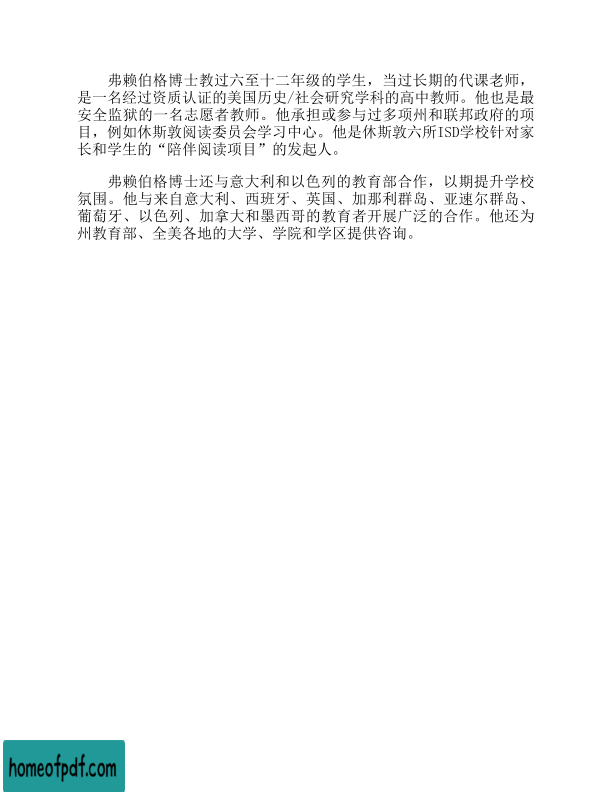 弗赖伯格博士教过六至十二年级的学生，当过长期的代课老师，
是一名经过资质认证的美国历史/社会研究学科的高中教师。他也是最
安全监狱的一名志愿者教师。他承担或参与过多项州和联邦政府的项
目，例如休斯敦阅读委员会学习中心。他是休斯敦六所ISD学校针对家
长和学生的“陪伴阅读项目”的发起人。
弗赖伯格博士还与意大利和以色列的教育部合作，以期提升学校
氛围。他与来自意大利、西班牙、英国、加那利群岛、亚速尔群岛、
葡萄牙、以色列、加拿大和墨西哥的教育者开展广泛的合作。他还为
州教育部、全美各地的大学、学院和学区提供咨询。
homeofpdf.com